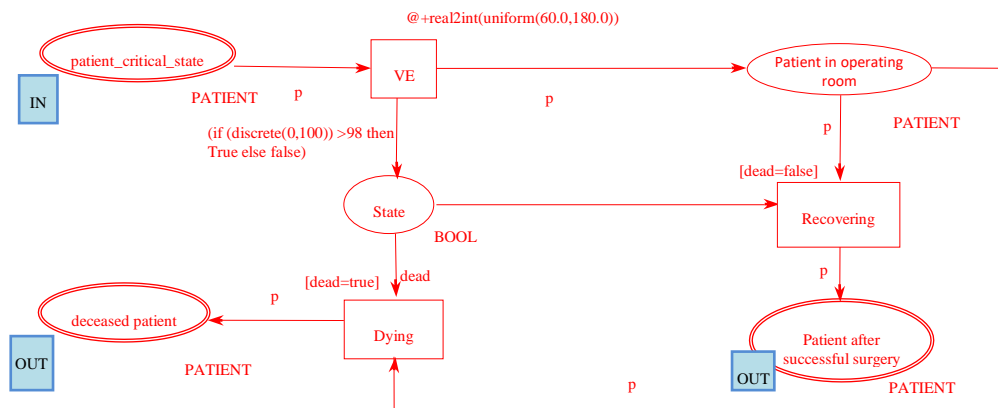 @+real2int(uniform(60.0,180.0))
patient_critical_state
VE
Patient in operating
room
IN
PATIENT
p
p
p
PATIENT
(if (discrete(0,100)) >98 then
True else false)
[dead=false]
State
Recovering
BOOL
[dead=true]
dead
p
p
deceased patient
Dying
Patient after
successful surgery
OUT
PATIENT
p
OUT
PATIENT